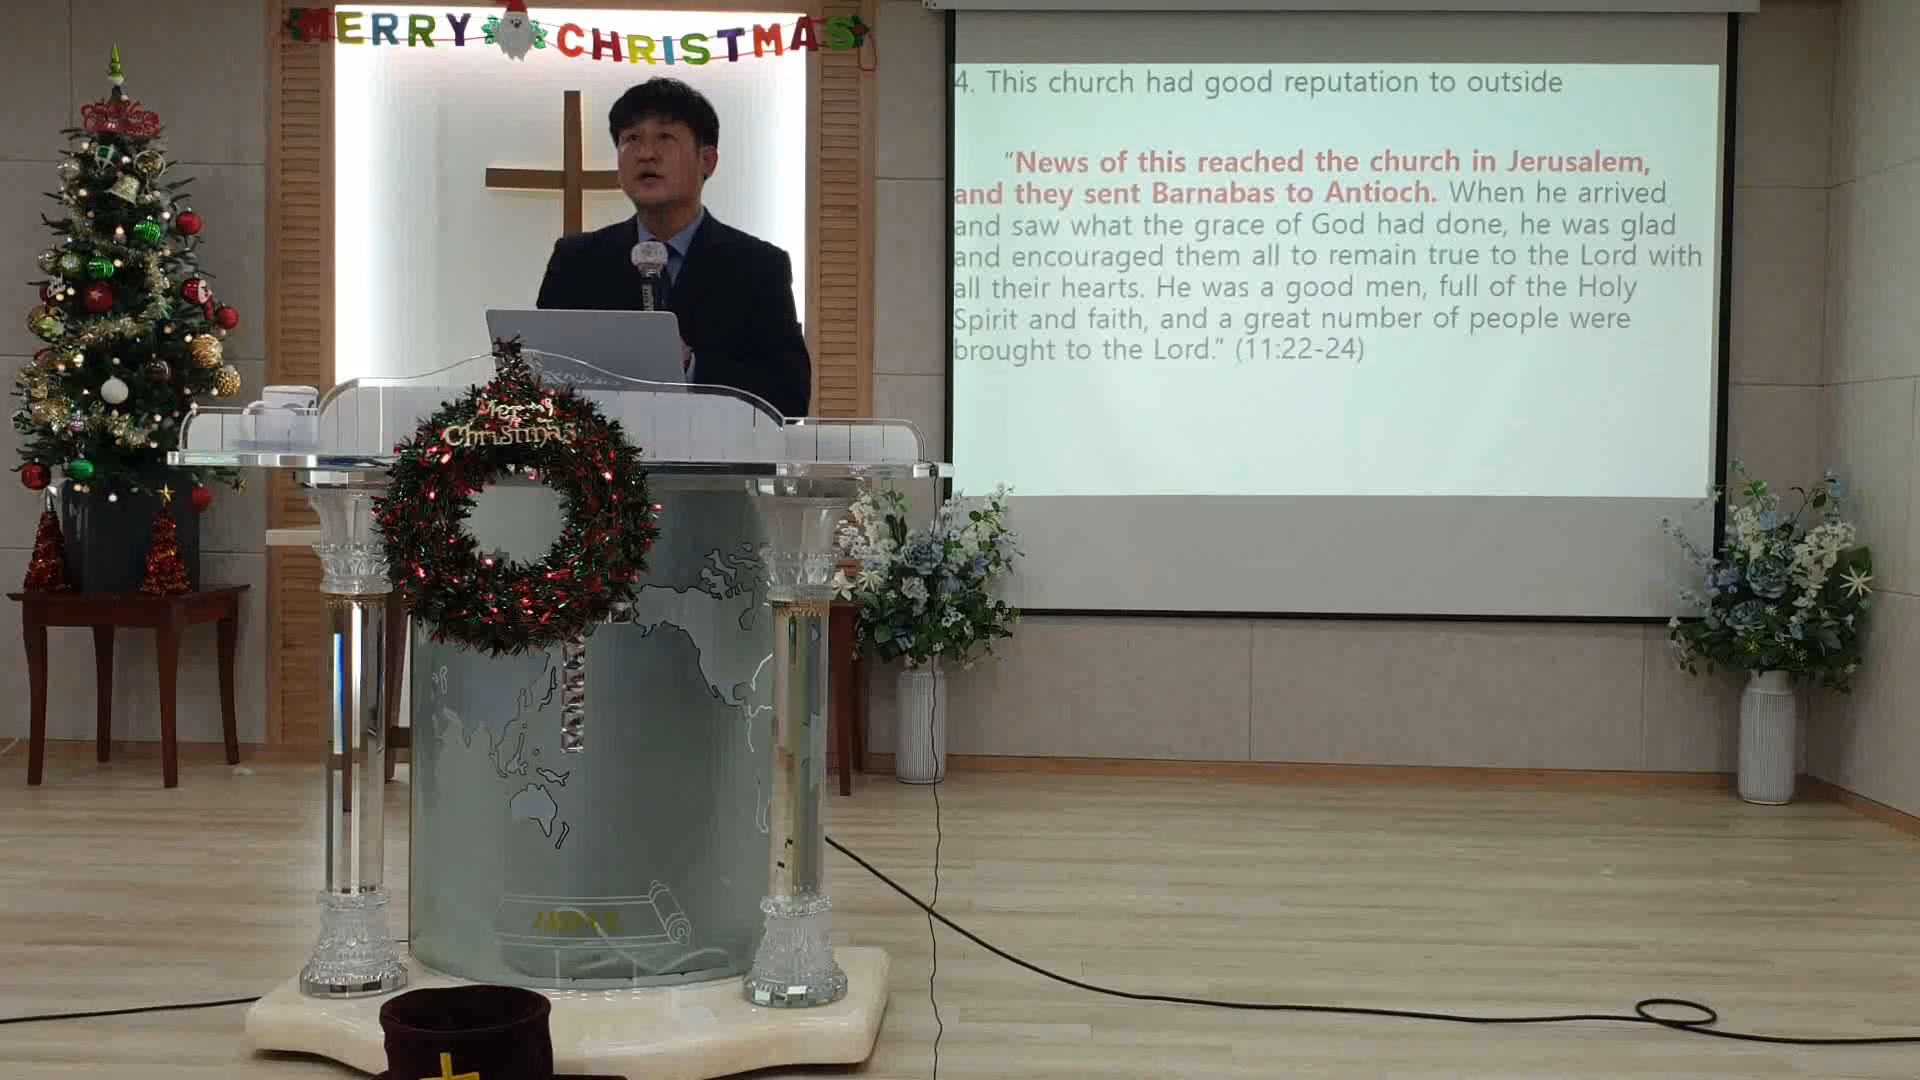 MERRY CHRISTMAS
4. This church had good reputation to outside
"News of this reached the church in Jerusalem,
and they sent Barnabas to Antioch. When he arrived
and saw what the grace of God had done, he was glad
and encouraged them all to remain true to the Lord with
all their hearts. He was a good men, full of the Holy
Spirit and faith, and a great number of people were
brought to the Lord." (11:22-24)
Merry
Christmas